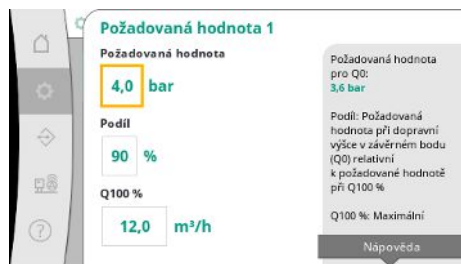 Požadovaná hodnota 1
Požadovaná hodnota
4,0 bar
Podíl
90 %
Q100 %
12,0 m³/h
Požadovaná hodnota
pro Q0:
3,6 bar
Podíl: Požadovaná
hodnota při dopravní
výšce v závěrném bodu
(Q0) relativní
k požadované hodnotě
při Q100 %
Q100 %: Maximální
Nápověda